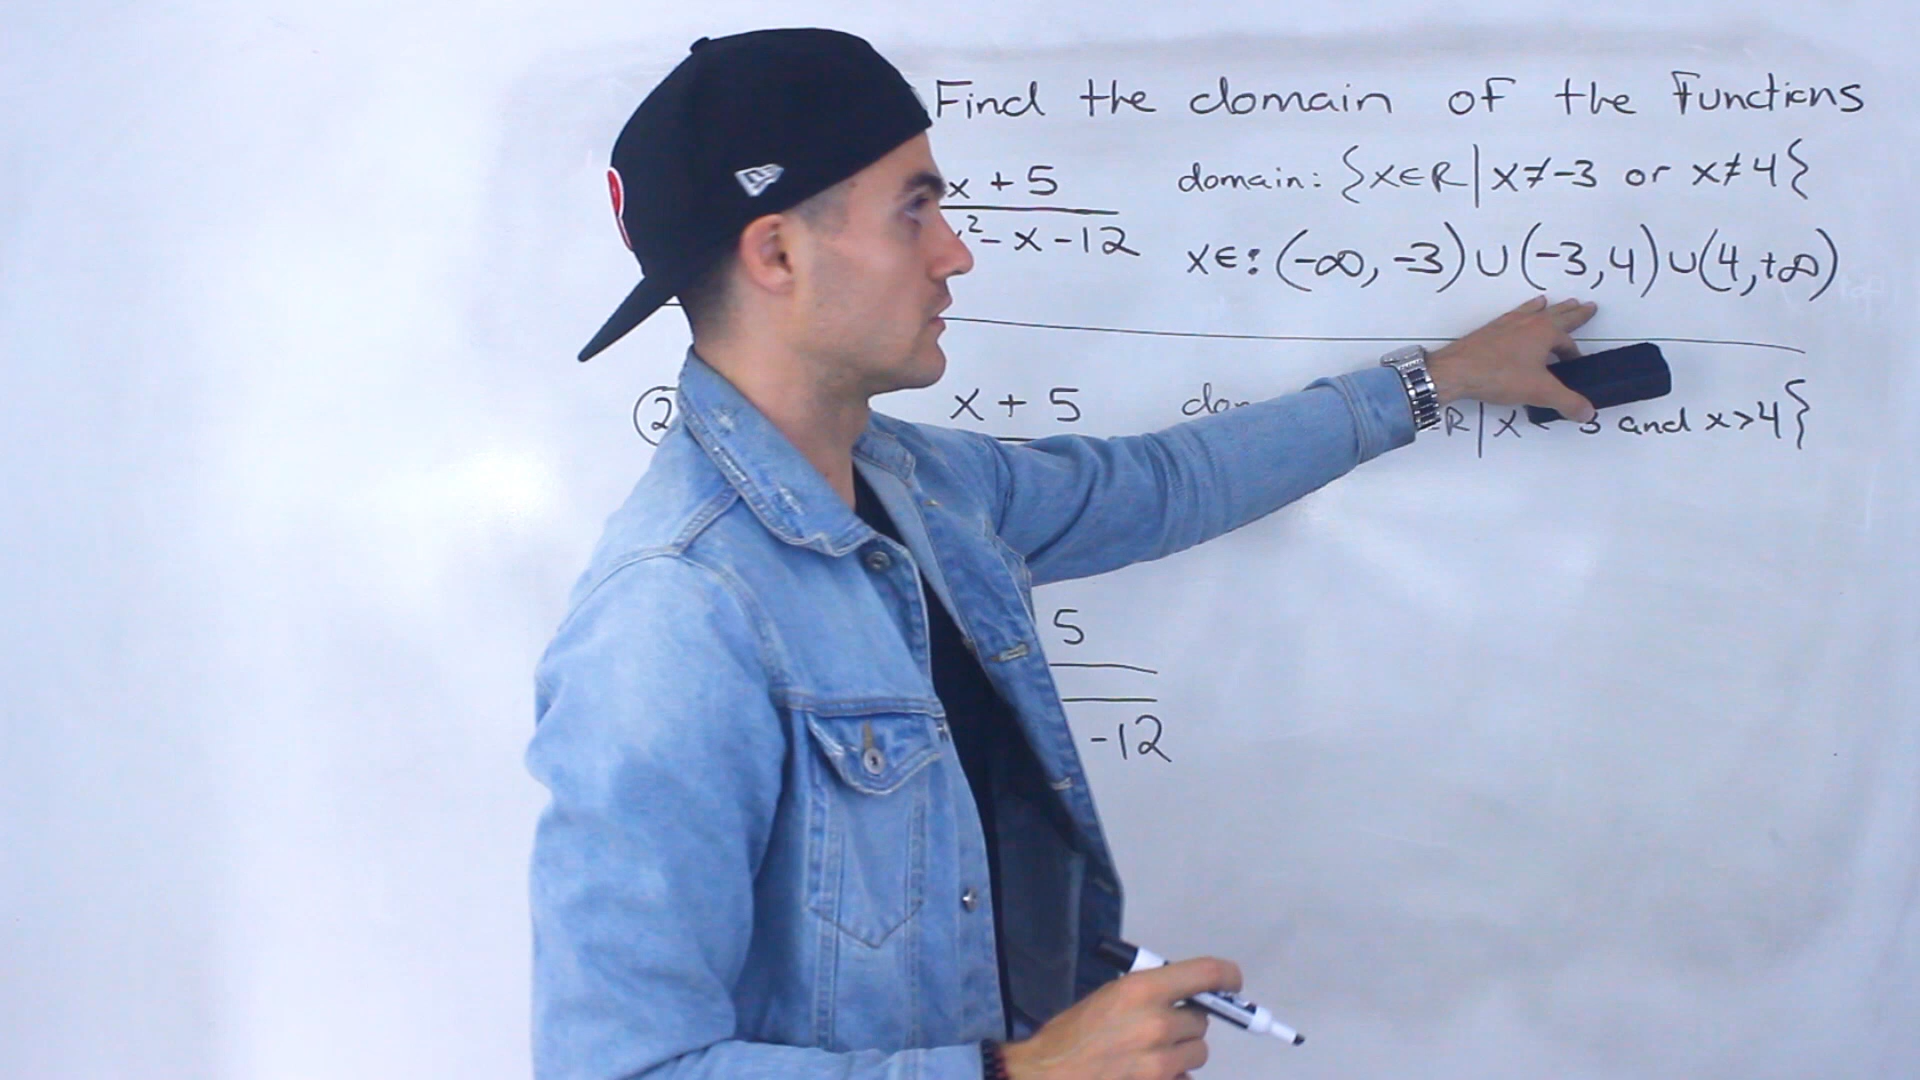 Find the domain of the functions
x + 5 domain: {x∈R | x≠-3 or x≠4}
²- x - 12 x∈: (-∞, -3) ∪ (-3, 4) ∪ (4, +∞)
② x + 5 R | x 3 and x>4}
5
-12